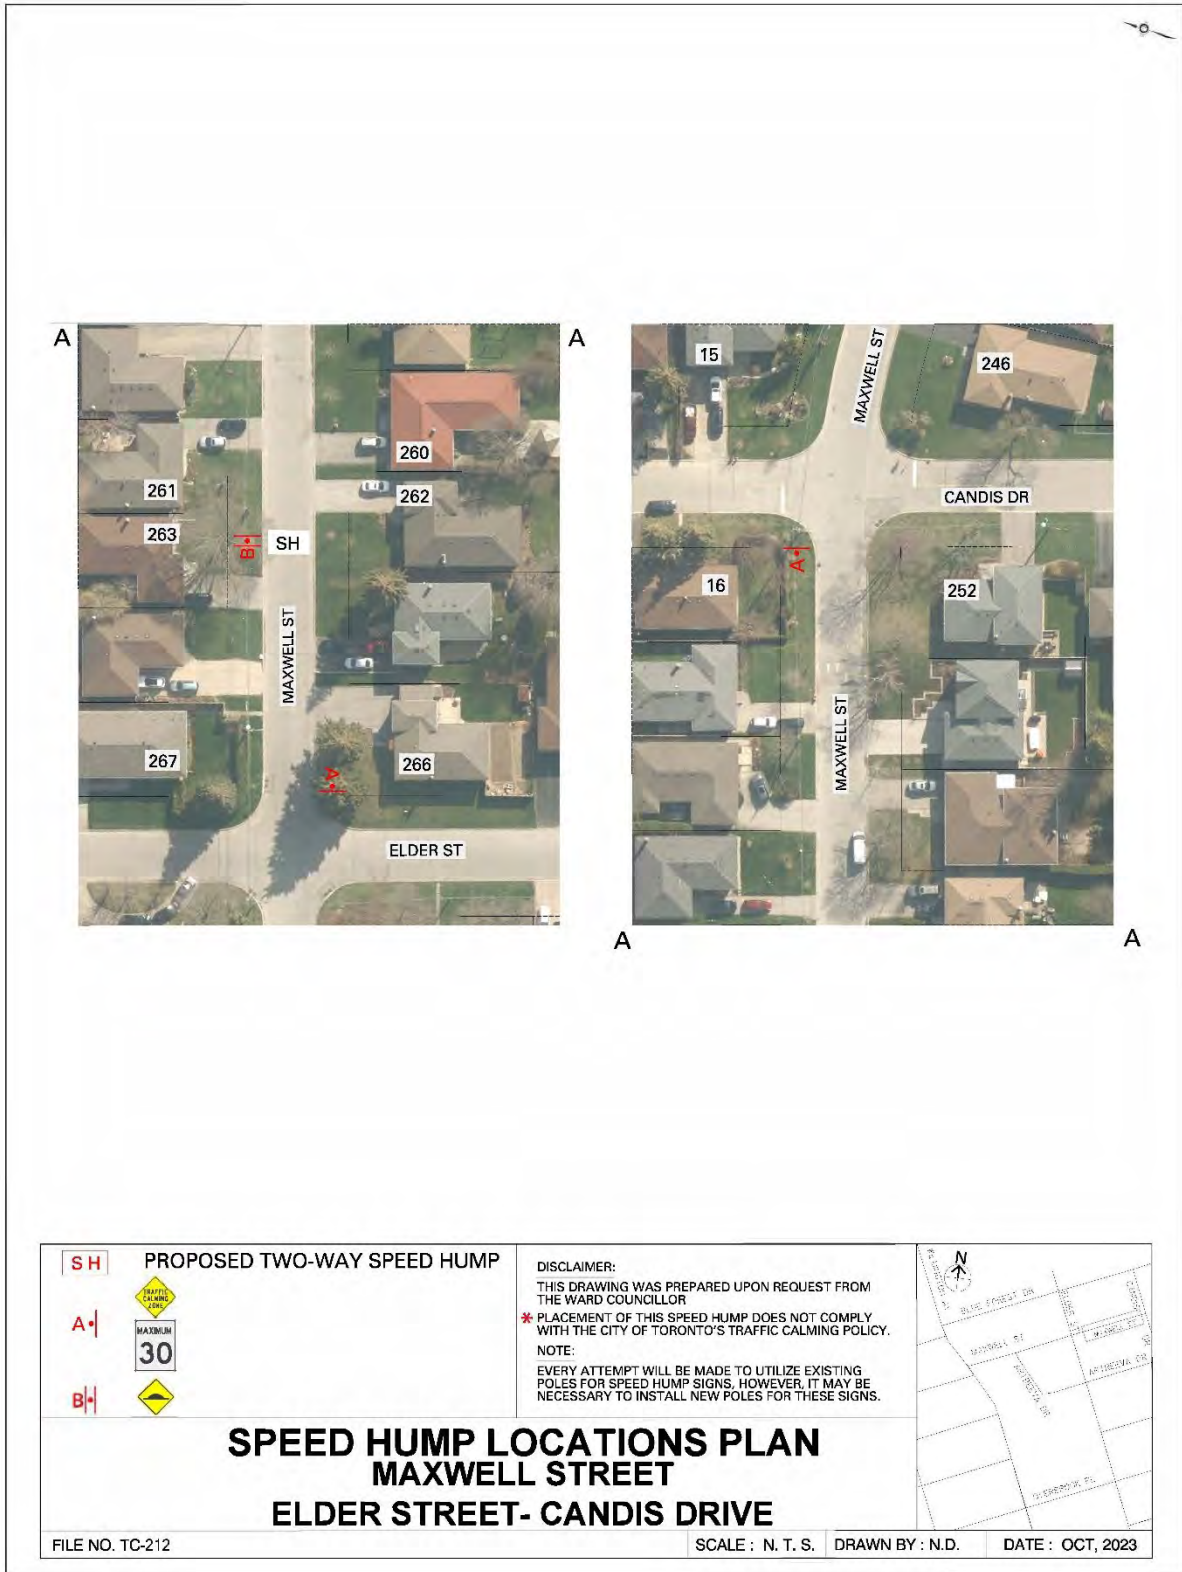 A
A
261
263
260
262
B
SH
MAXWELL ST
267
266
A
ELDER ST
15
MAXWELL ST
246
CANDIS DR
A
16
252
MAXWELL ST
A
A
SH
PROPOSED TWO-WAY SPEED HUMP
A
TRAFFIC
CALMING
ZONE
MAXIMUM
30
B
DISCLAIMER:
THIS DRAWING WAS PREPARED UPON REQUEST FROM
THE WARD COUNCILLOR
* PLACEMENT OF THIS SPEED HUMP DOES NOT COMPLY
WITH THE CITY OF TORONTO'S TRAFFIC CALMING POLICY.
NOTE:
EVERY ATTEMPT WILL BE MADE TO UTILIZE EXISTING
POLES FOR SPEED HUMP SIGNS, HOWEVER, IT MAY BE
NECESSARY TO INSTALL NEW POLES FOR THESE SIGNS.
N
BLUE FOREST DR
MAXWELL ST
MAXWELL ST
SPEED HUMP LOCATIONS PLAN
MAXWELL STREET
ELDER STREET- CANDIS DRIVE
FILE NO. TC-212
SCALE : N. T. S.
DRAWN BY : N.D.
DATE : OCT, 2023